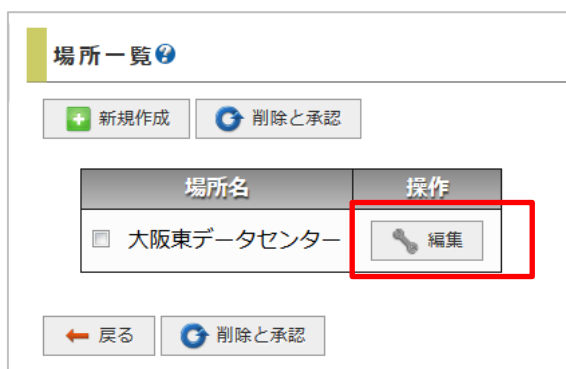 場所一覧?
新規作成 削除と承認
場所名 操作
大阪東データセンター 編集
戻る 削除と承認